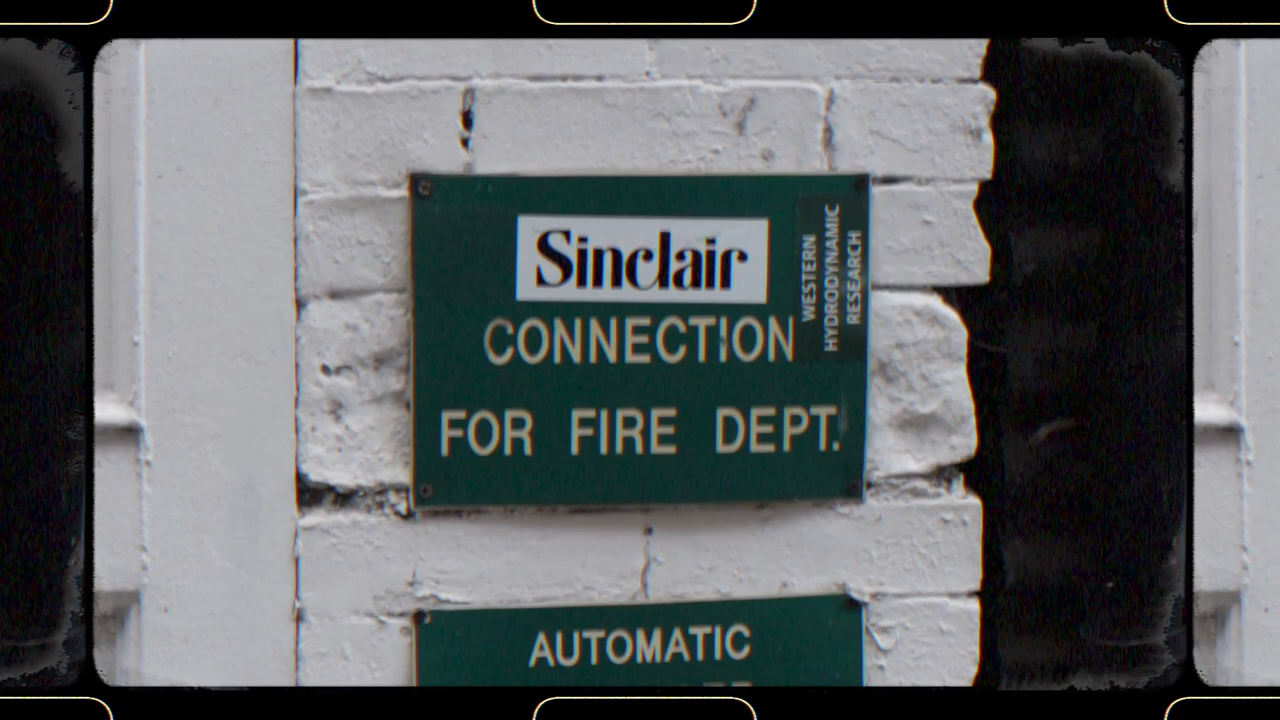 Sinclair
WESTERN
HYDRODYNAMIC
RESEARCH
CONNECTION
FOR FIRE DEPT.
AUTOMATIC